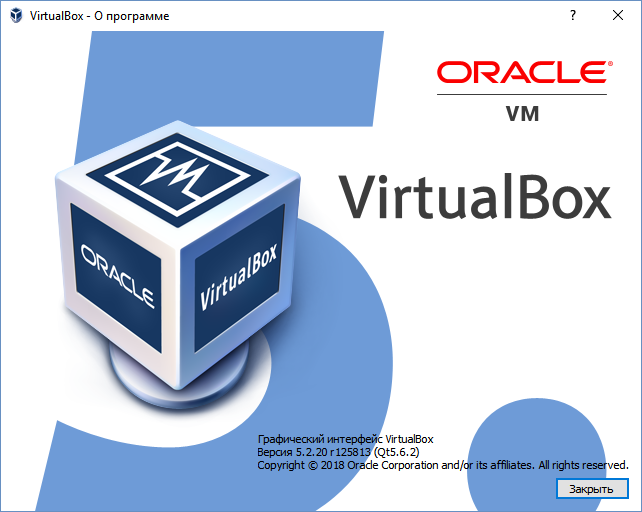 VirtualBox - О программе
ORACLE®
VM
VirtualBox
ORACLE
VirtualBox
5.
Графический интерфейс VirtualBox
Версия 5.2.20 r125813 (Qt5.6.2)
Copyright © 2018 Oracle Corporation and/or its affiliates. All rights reserved.
Закрыть